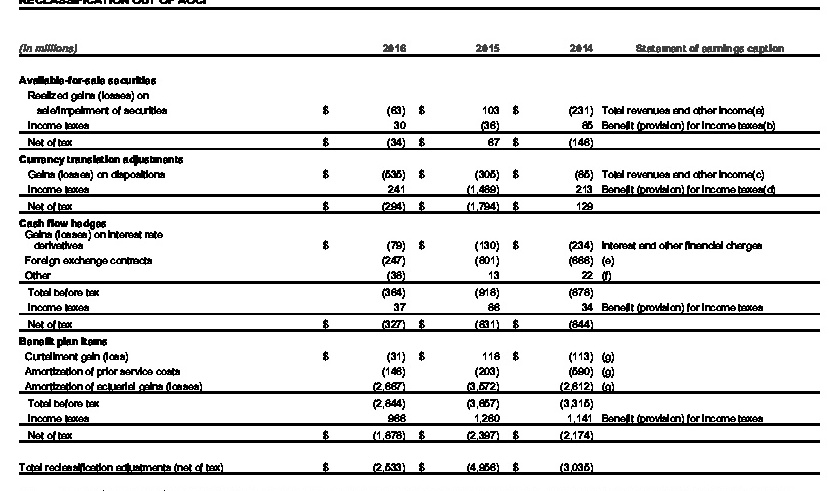 RECLASSIFICATION OUT OF AOCI
(In millions) 2016 2015 2014 Statement of earnings caption
Available-for-sale securities
Realized gains (losses) on
sale/impairment of securities $ (63) $ 103 $ (231) Total revenues and other income(a)
Income taxes 30 (36) 85 Benefit (provision) for income taxes(b)
Net of tax $ (34) $ 67 $ (146)
Currency translation adjustments
Gains (losses) on dispositions $ (535) $ (305) $ (85) Total revenues and other income(c)
Income taxes 241 (1,489) 213 Benefit (provision) for income taxes(d)
Net of tax $ (294) $ (1,794) $ 129
Cash flow hedges
Gains (losses) on interest rate
derivatives $ (79) $ (130) $ (234) Interest and other financial charges
Foreign exchange contracts (247) (801) (666) (e)
Other (38) 13 22 (f)
Total before tax (364) (918) (878)
Income taxes 37 86 34 Benefit (provision) for income taxes
Net of tax $ (327) $ (831) $ (844)
Benefit plan items
Curtailment gain (loss) $ (31) $ 118 $ (113) (g)
Amortization of prior service costs (146) (203) (590) (g)
Amortization of actuarial gains (losses) (2,667) (3,572) (2,612) (g)
Total before tax (2,844) (3,657) (3,315)
Income taxes 966 1,260 1,141 Benefit (provision) for income taxes
Net of tax $ (1,878) $ (2,397) $ (2,174)
Total reclassification adjustments (net of tax) $ (2,533) $ (4,956) $ (3,035)